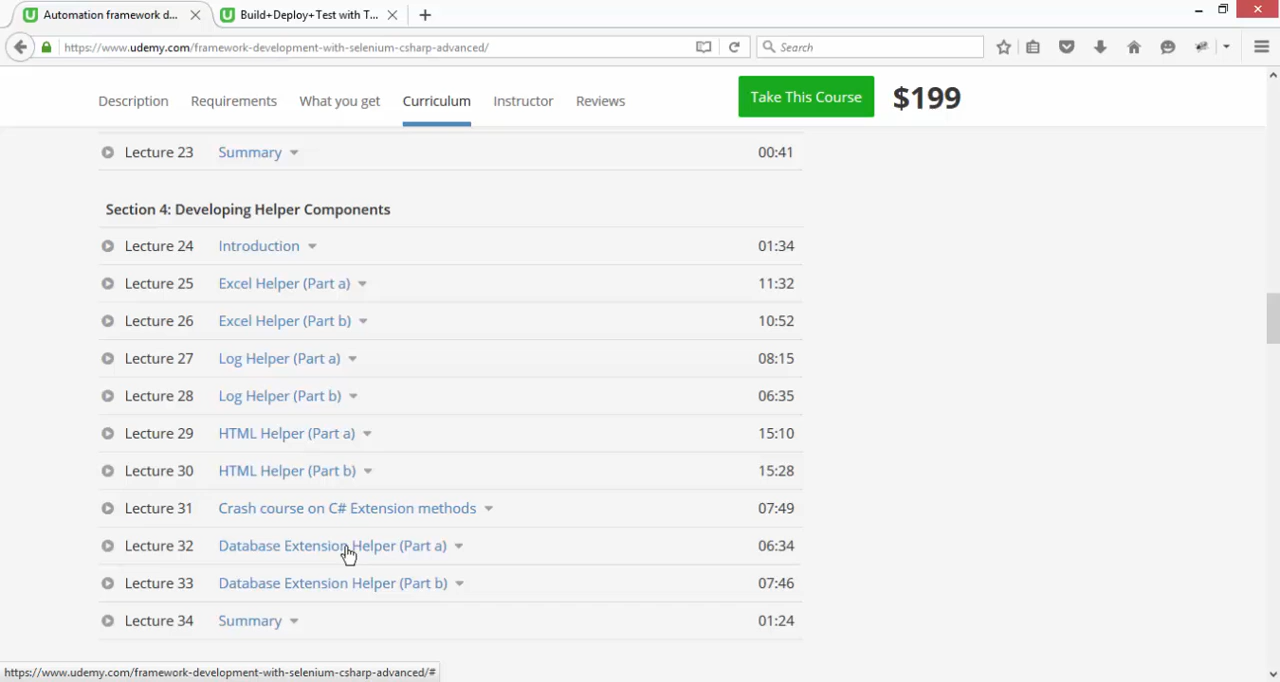 Automation framework d...
Build+Deploy+Test with T...
https://www.udemy.com/framework-development-with-selenium-csharp-advanced/
Search
Description Requirements What you get Curriculum Instructor Reviews Take This Course $199
Lecture 23 Summary 00:41
Section 4: Developing Helper Components
Lecture 24 Introduction 01:34
Lecture 25 Excel Helper (Part a) 11:32
Lecture 26 Excel Helper (Part b) 10:52
Lecture 27 Log Helper (Part a) 08:15
Lecture 28 Log Helper (Part b) 06:35
Lecture 29 HTML Helper (Part a) 15:10
Lecture 30 HTML Helper (Part b) 15:28
Lecture 31 Crash course on C# Extension methods 07:49
Lecture 32 Database Extension Helper (Part a) 06:34
Lecture 33 Database Extension Helper (Part b) 07:46
Lecture 34 Summary 01:24
https://www.udemy.com/framework-development-with-selenium-csharp-advanced/#